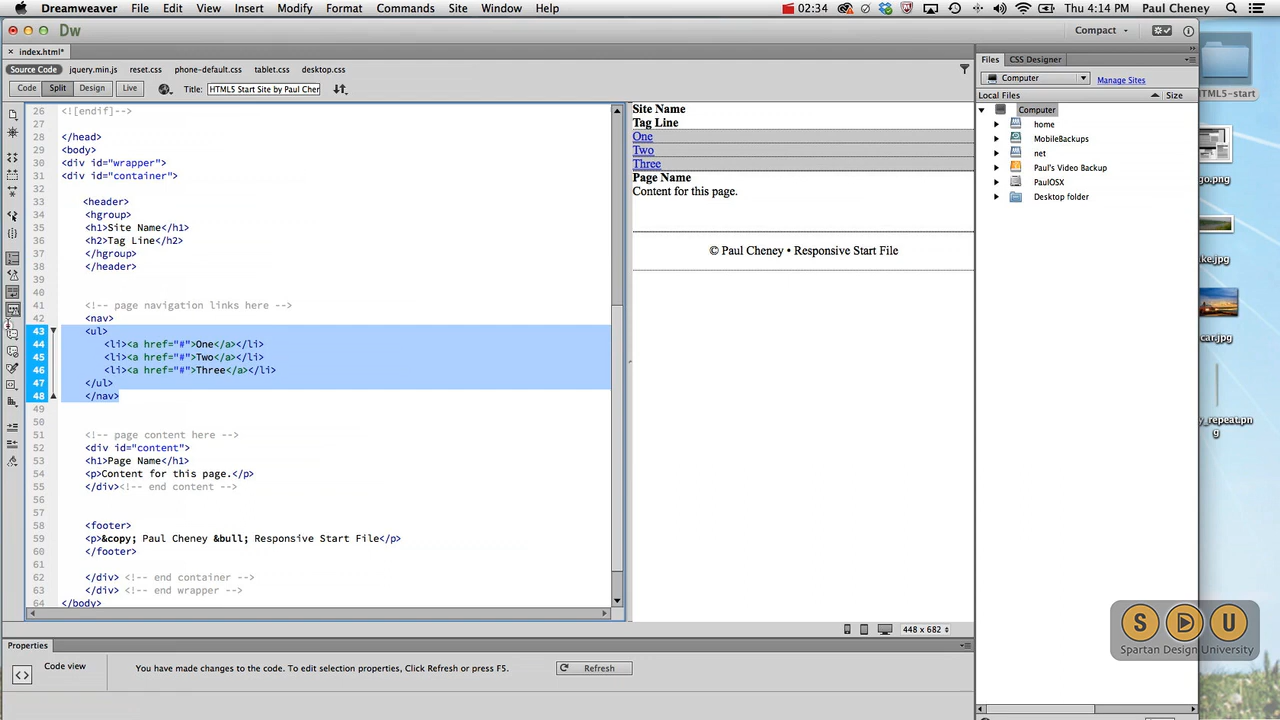 Dreamweaver File Edit View Insert Modify Format Commands Site Window Help 02:34 Thu 4:14 PM Paul Cheney
Dw Compact
index.html*
Source Code jquery.min.js reset.css phone-default.css tablet.css desktop.css
Code Split Design Live Title: HTML5 Start Site by Paul Cher
26 <![endif]-->
27
28 </head>
29 <body>
30 <div id="wrapper">
31 <div id="container">
32
33 <header>
34 <hgroup>
35 <h1>Site Name</h1>
36 <h2>Tag Line</h2>
37 </hgroup>
38 </header>
39
40
41 <!-- page navigation links here -->
42 <nav>
43 <ul>
44 <li><a href="#">One</a></li>
45 <li><a href="#">Two</a></li>
46 <li><a href="#">Three</a></li>
47 </ul>
48 </nav>
49
50
51 <!-- page content here -->
52 <div id="content">
53 <h1>Page Name</h1>
54 <p>Content for this page.</p>
55 </div><!-- end content -->
56
57
58 <footer>
59 <p>&copy; Paul Cheney &bull; Responsive Start File</p>
60 </footer>
61
62 </div> <!-- end container -->
63 </div> <!-- end wrapper -->
64 </body>
Site Name
Tag Line
One
Two
Three
Page Name
Content for this page.
© Paul Cheney • Responsive Start File
448 x 682
Files CSS Designer
Computer Manage Sites
Local Files Size
Computer
home
MobileBackups
net
Paul's Video Backup
PaulOSX
Desktop folder
HTML5-start
go.png
ke.jpg
car.jpg
y_repeat.pn
g
S D U
Spartan Design University
Properties
Code view You have made changes to the code. To edit selection properties, Click Refresh or press F5. Refresh